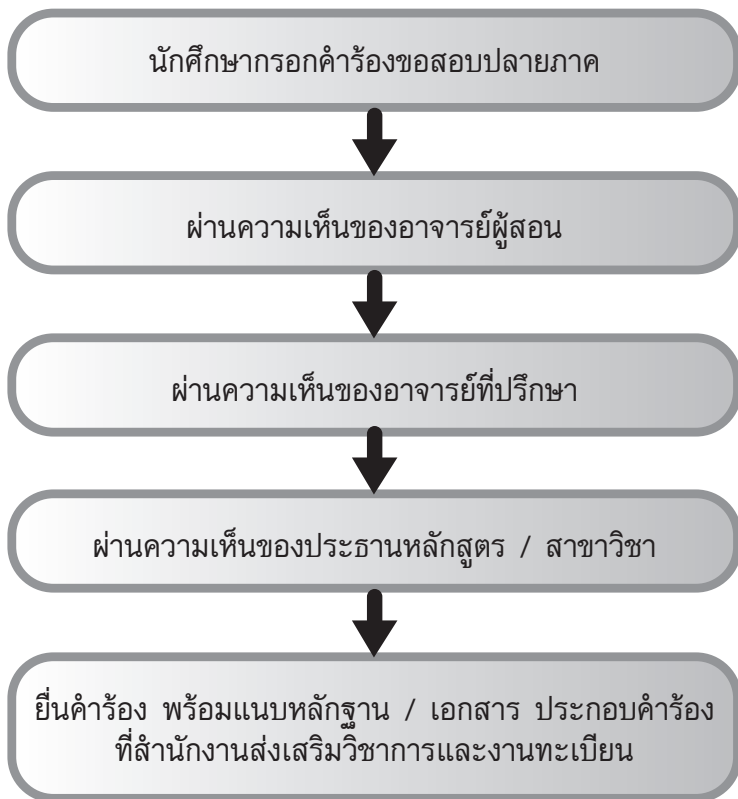 นักศึกษากรอกคำร้องขอสอบปลายภาค
ผ่านความเห็นของอาจารย์ผู้สอน
ผ่านความเห็นของอาจารย์ที่ปรึกษา
ผ่านความเห็นของประธานหลักสูตร / สาขาวิชา
ยื่นคำร้อง พร้อมแนบหลักฐาน / เอกสาร ประกอบคำร้อง
ที่สำนักงานส่งเสริมวิชาการและงานทะเบียน